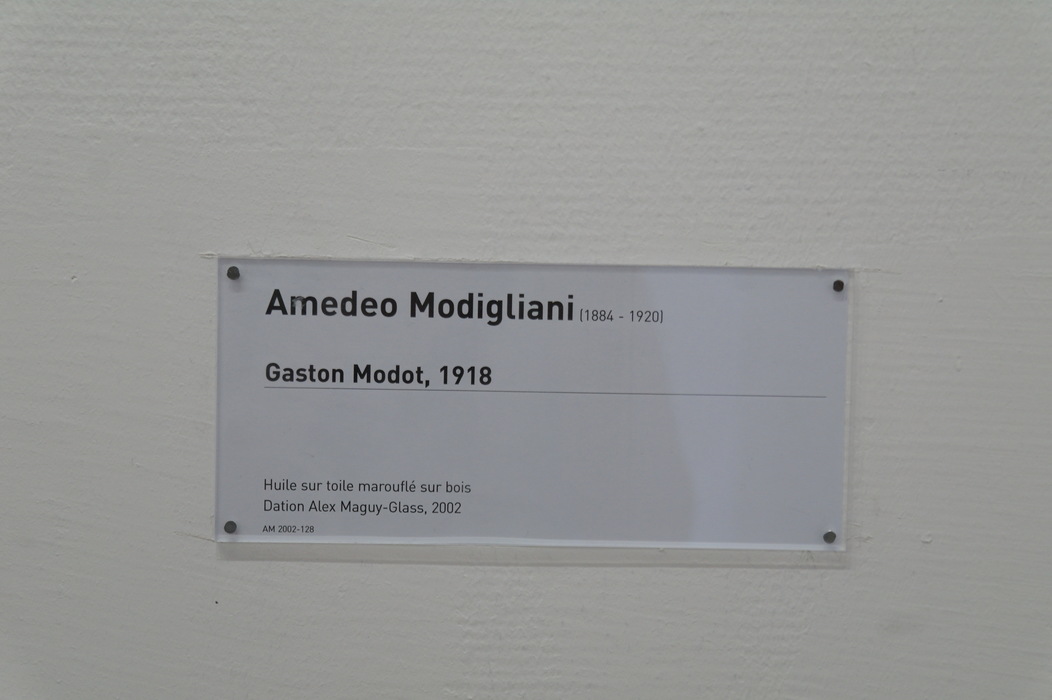 Amedeo Modigliani (1884 - 1920)
Gaston Modot, 1918
Huile sur toile marouflé sur bois
Dation Alex Maguy-Glass, 2002
AM 2002-128